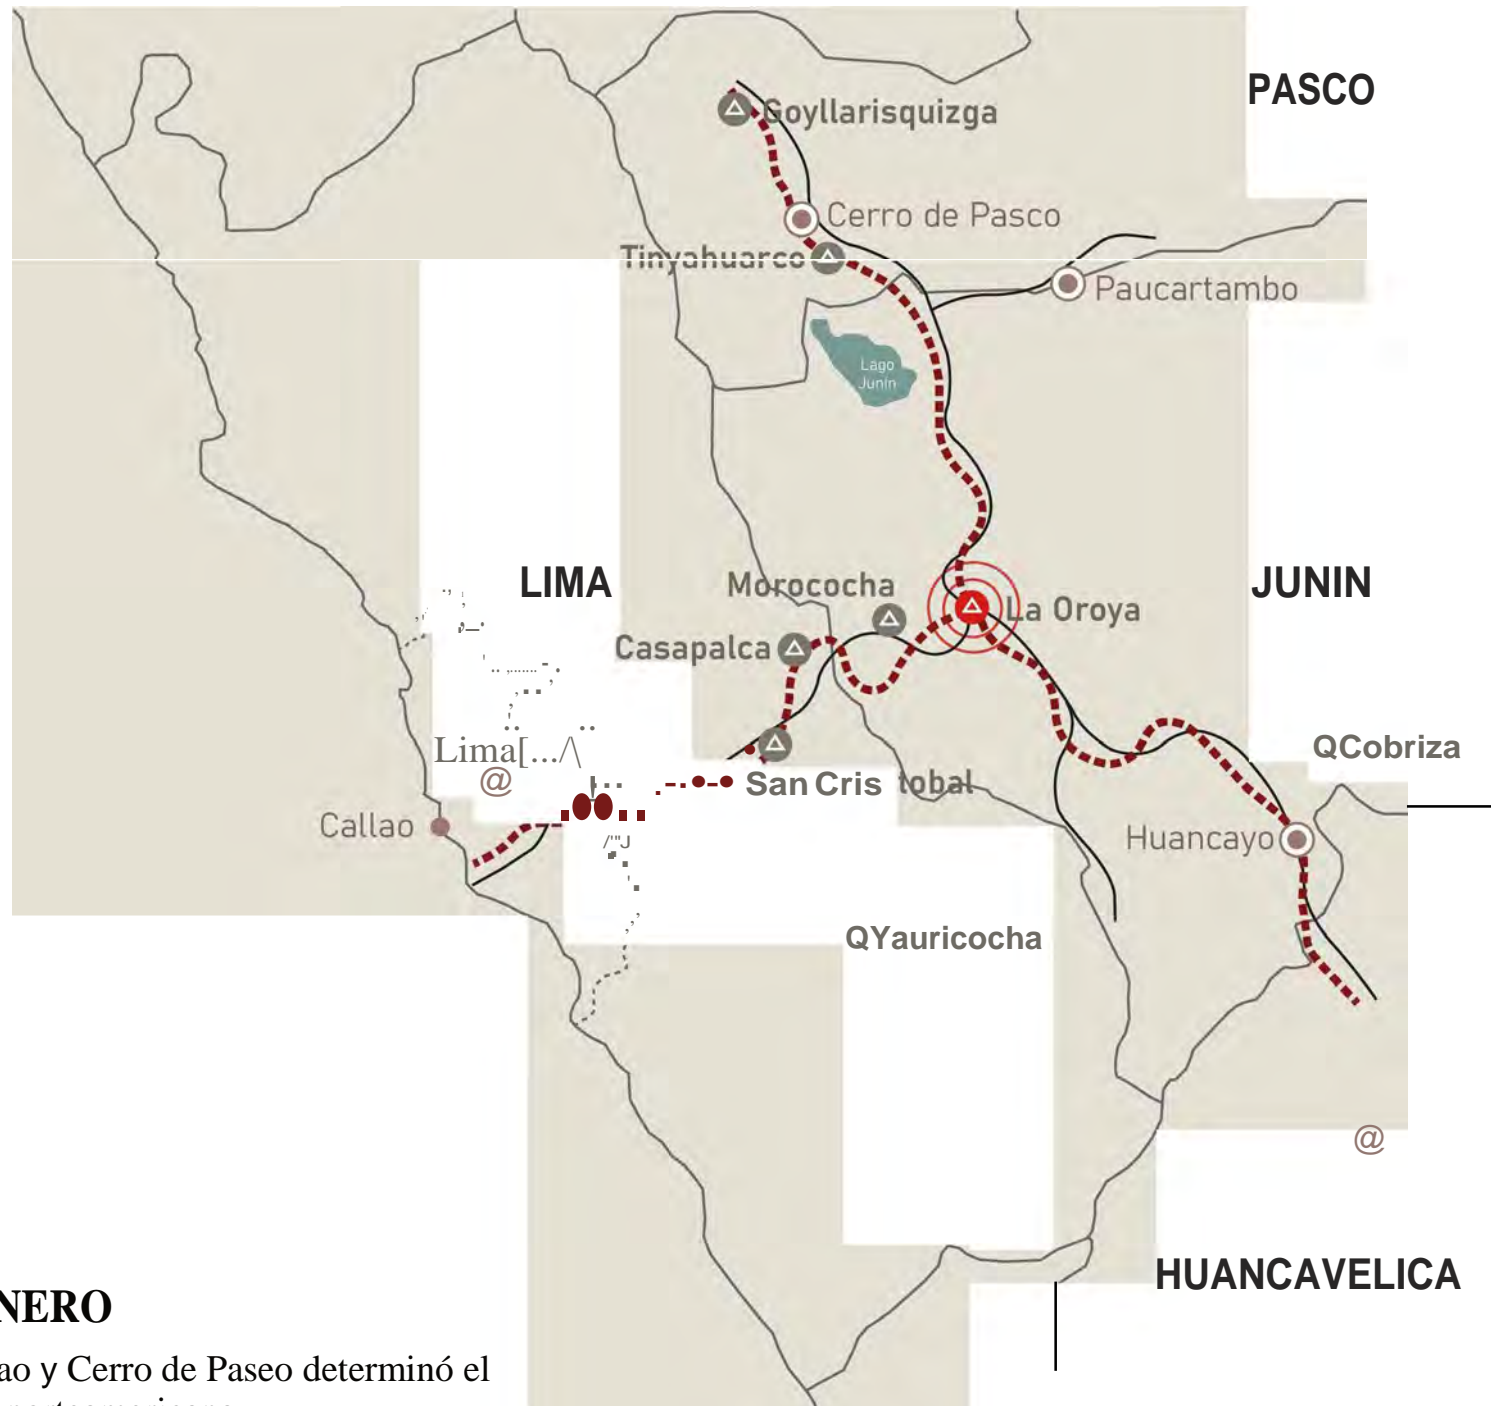 PASCO
Goyllarisquizga
Cerro de Pasco
Tinyahuarco
Paucartambo
Lago
Junín
LIMA
Morococha
JUNIN
La Oroya
Casapalca
Lima[.../\
@
QCobriza
San Cris tobal
Callao
Huancayo
/'"J
QYauricocha
@
HUANCAVELICA
NERO
ao y Cerro de Paseo determinó el